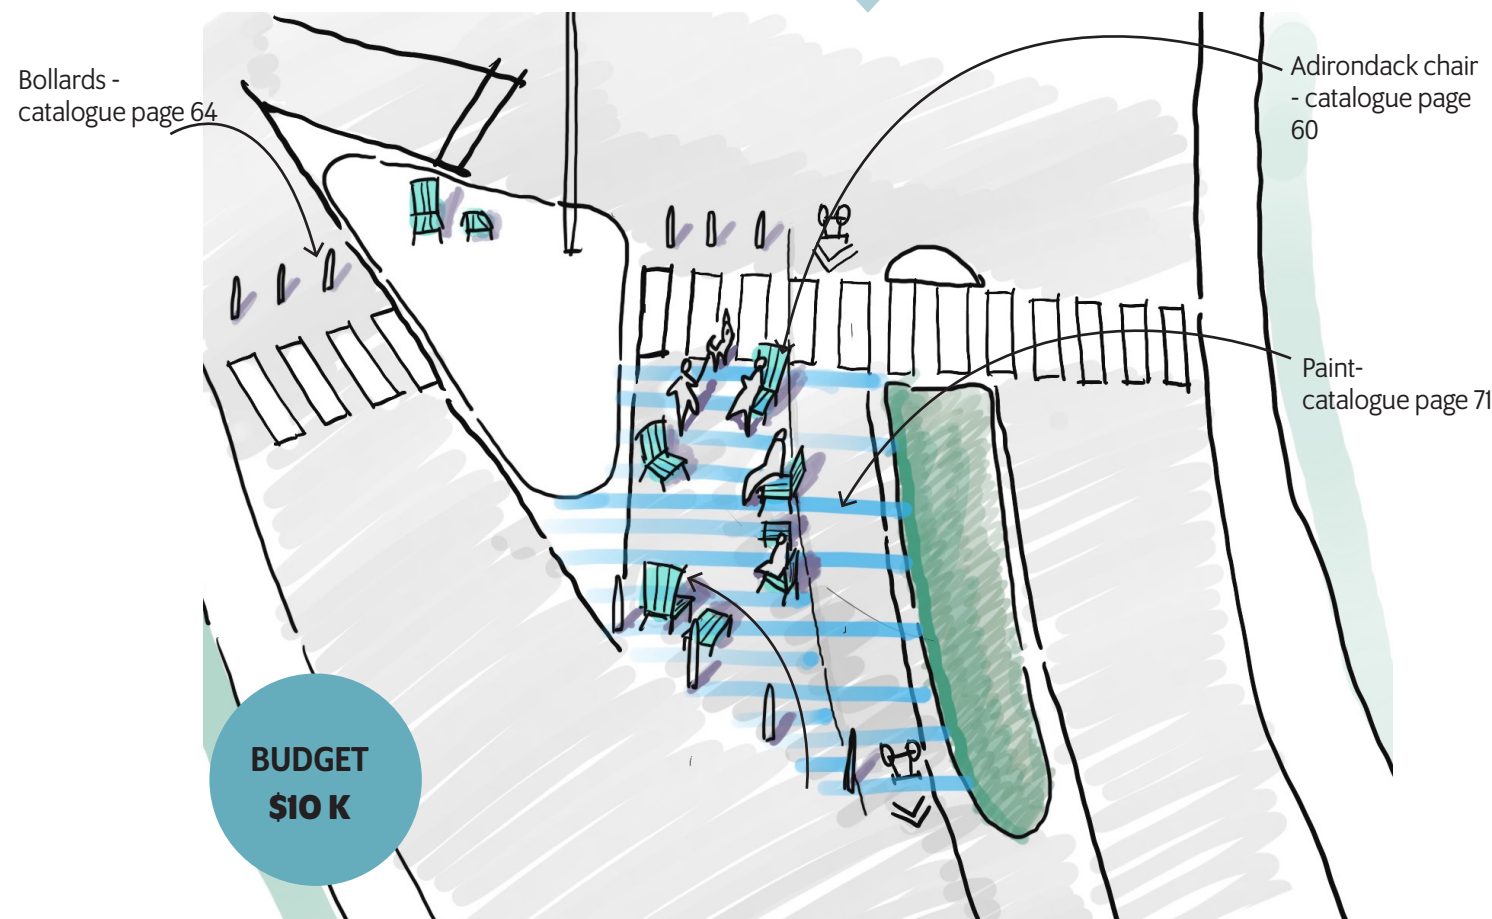 Bollards -
catalogue page 64
Adirondack chair
- catalogue page
60
Paint-
catalogue page 71
BUDGET
$10 K